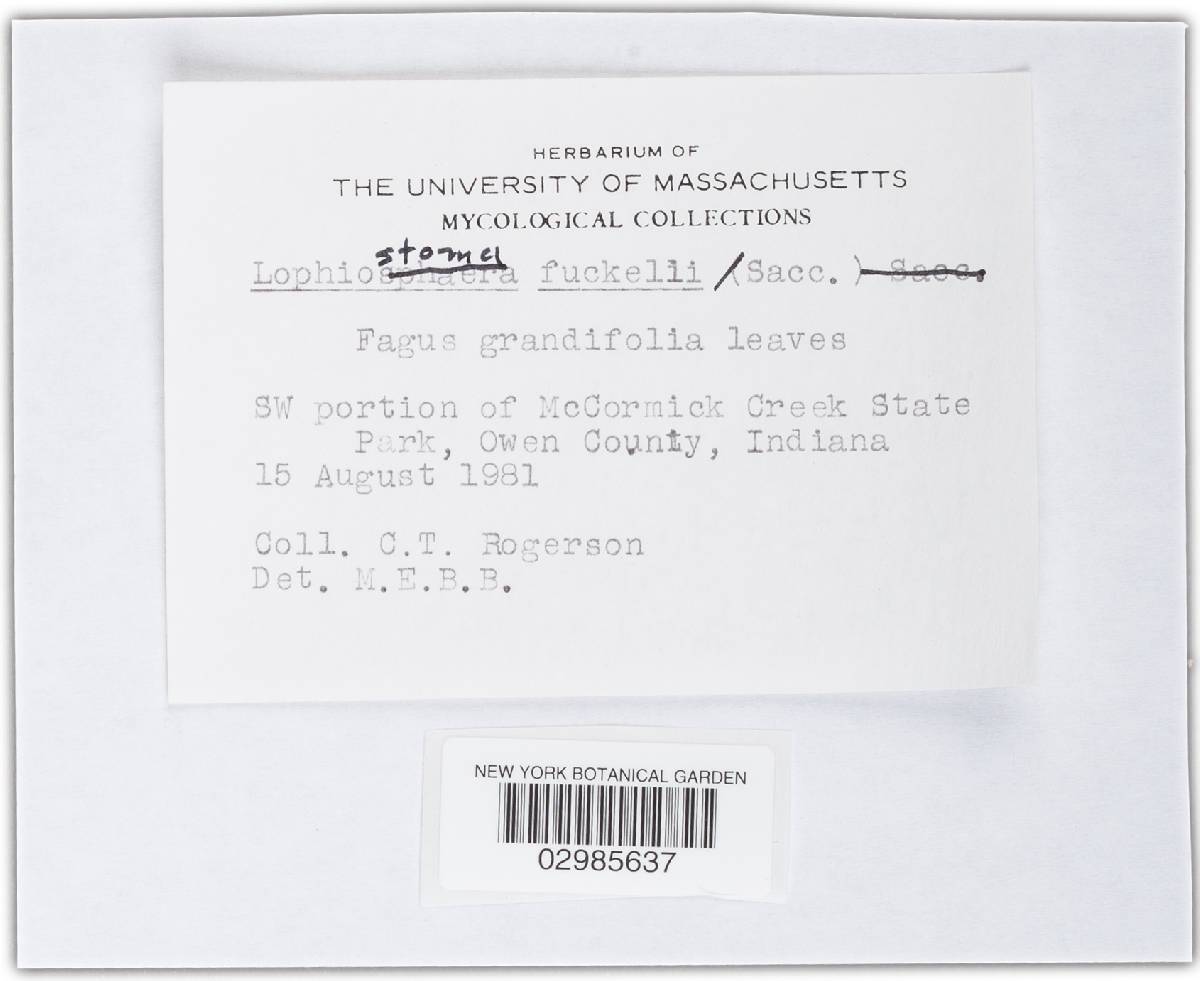 HERBARIUM OF
THE UNIVERSITY OF MASSACHUSETTS
MYCOLOGICAL COLLECTIONS
stoma
Lophiosphaera fuckelii (Sacc.) Sacc.
Fagus grandifolia leaves
SW portion of McCormick Creek State
Park, Owen County, Indiana
15 August 1981
Coll. C.T. Rogerson
Det. M.E.B.B.
NEW YORK BOTANICAL GARDEN
02985637